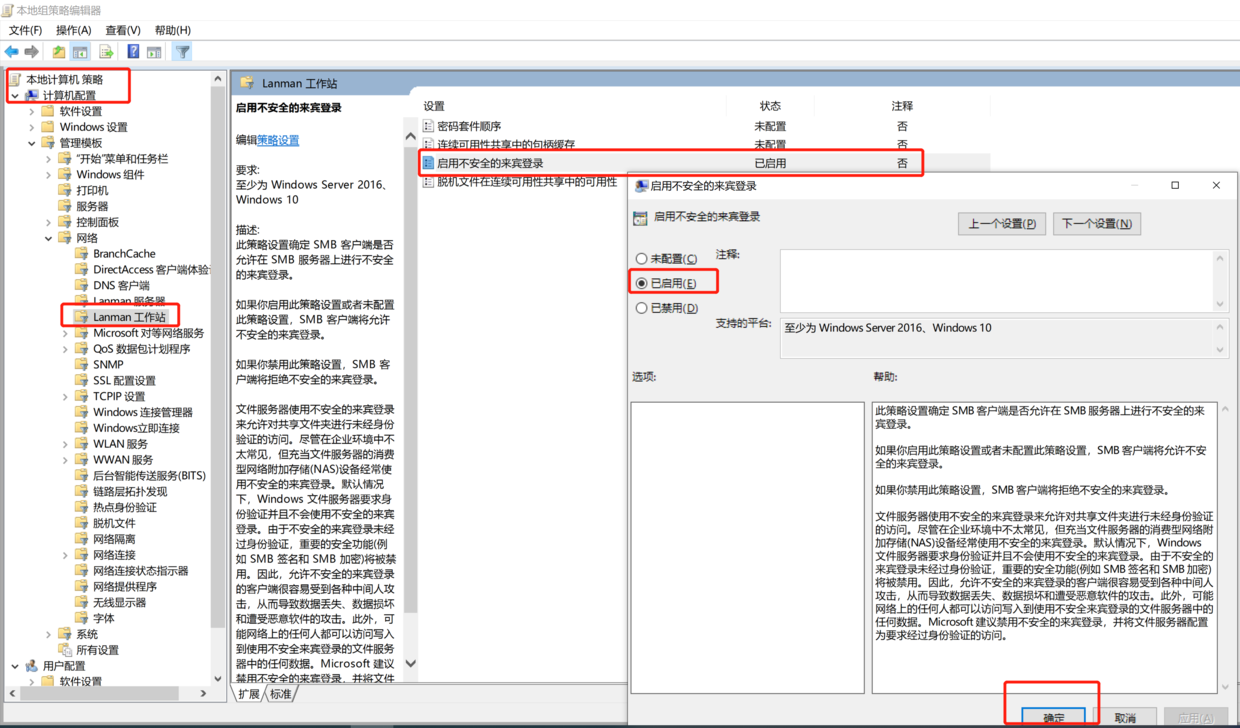 本地组策略编辑器
文件(F) 操作(A) 查看(V) 帮助(H)
本地计算机 策略
计算机配置
软件设置
Windows 设置
管理模板
"开始"菜单和任务栏
Windows 组件
打印机
服务器
控制面板
网络
BranchCache
DirectAccess 客户端体验
DNS 客户端
Lanman 服务器
Lanman 工作站
Microsoft 对等网络服务
QoS 数据包计划程序
SNMP
SSL 配置设置
TCPIP 设置
Windows 连接管理器
Windows立即连接
WLAN 服务
WWAN 服务
后台智能传送服务(BITS)
链路层拓扑发现
热点身份验证
脱机文件
网络隔离
网络连接
网络连接状态指示器
网络提供程序
无线显示器
字体
系统
所有设置
用户配置
软件设置
Lanman 工作站
启用不安全的来宾登录
编辑策略设置
要求:
至少为 Windows Server 2016、
Windows 10
描述:
此策略设置确定 SMB 客户端是否
允许在 SMB 服务器上进行不安全
的来宾登录。
如果你启用此策略设置或者未配置
此策略设置，SMB 客户端将允许
不安全的来宾登录。
如果你禁用此策略设置，SMB 客
户端将拒绝不安全的来宾登录。
文件服务器使用不安全的来宾登录
来允许对共享文件夹进行未经身份
验证的访问。尽管在企业环境中不
太常见，但充当文件服务器的消费
型网络附加存储(NAS)设备经常使
用不安全的来宾登录。默认情况
下，Windows 文件服务器要求身
份验证并且不会使用不安全的来宾
登录。由于不安全的来宾登录未经
过身份验证，重要的安全功能(例
如 SMB 签名和 SMB 加密)将被禁
用。因此，允许不安全的来宾登录
的客户端很容易受到各种中间人攻
击，从而导致数据丢失、数据损坏
和遭受恶意软件的攻击。此外，可
能网络上的任何人都可以访问写入
到使用不安全来宾登录的文件服务
器中的任何数据。Microsoft 建议
禁用不安全的来宾登录，并将文件
扩展 标准
设置 状态 注释
密码套件顺序 未配置 否
连续可用性共享中的句柄缓存 未配置 否
启用不安全的来宾登录 已启用 否
脱机文件在连续可用性共享中的可用性
启用不安全的来宾登录
启用不安全的来宾登录
上一个设置(P) 下一个设置(N)
未配置(C) 注释:
已启用(E)
已禁用(D)
支持的平台: 至少为 Windows Server 2016、Windows 10
选项: 帮助:
此策略设置确定 SMB 客户端是否允许在 SMB 服务器上进行不安全的来
宾登录。
如果你启用此策略设置或者未配置此策略设置，SMB 客户端将允许不安
全的来宾登录。
如果你禁用此策略设置，SMB 客户端将拒绝不安全的来宾登录。
文件服务器使用不安全的来宾登录来允许对共享文件夹进行未经身份验证
的访问。尽管在企业环境中不太常见，但充当文件服务器的消费型网络附
加存储(NAS)设备经常使用不安全的来宾登录。默认情况下，Windows
文件服务器要求身份验证并且不会使用不安全的来宾登录。由于不安全的
来宾登录未经过身份验证，重要的安全功能(例如 SMB 签名和 SMB 加密)
将被禁用。因此，允许不安全的来宾登录的客户端很容易受到各种中间人
攻击，从而导致数据丢失、数据损坏和遭受恶意软件的攻击。此外，可能
网络上的任何人都可以访问写入到使用不安全来宾登录的文件服务器中的
任何数据。Microsoft 建议禁用不安全的来宾登录，并将文件服务器配置
为要求经过身份验证的访问。
确定 取消 应用(A)